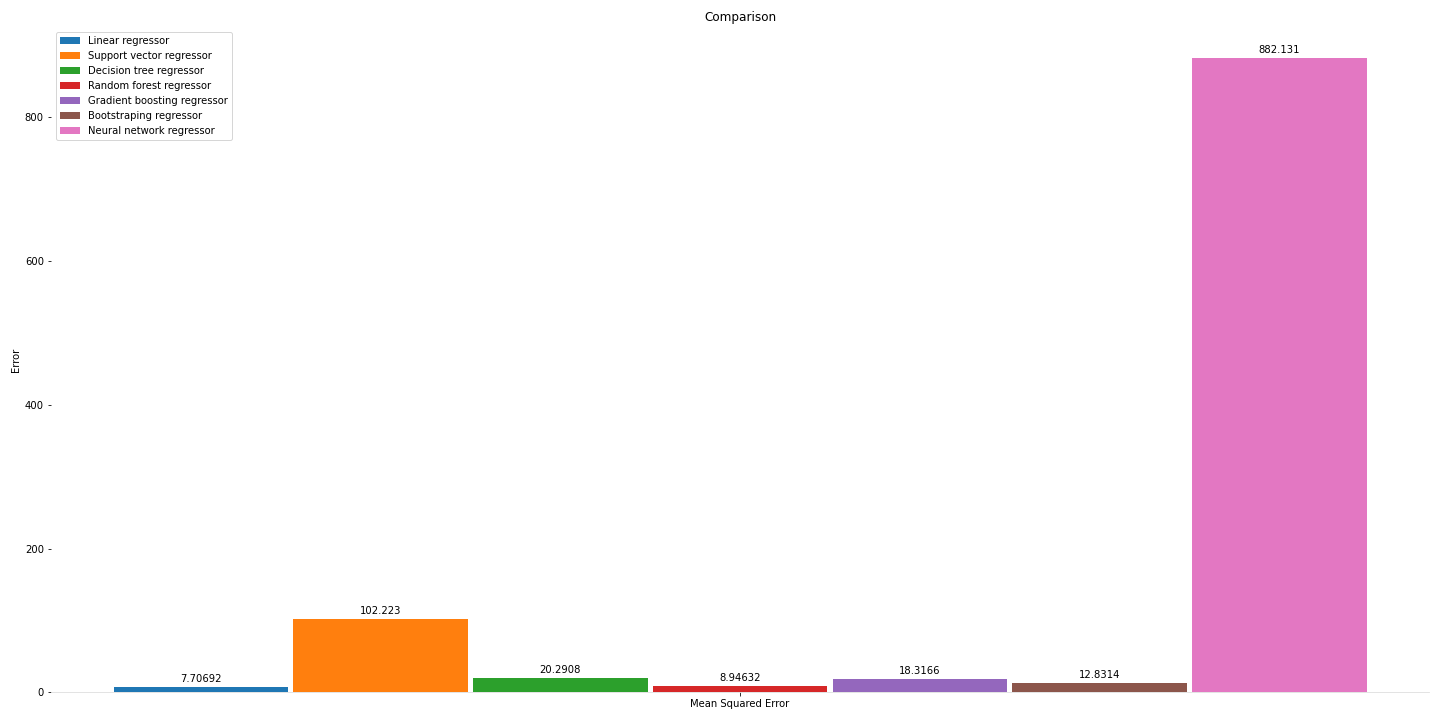 Comparison
Linear regressor
Support vector regressor
Decision tree regressor
Random forest regressor
Gradient boosting regressor
Bootstraping regressor
Neural network regressor
882.131
800
600
Error
400
200
102.223
20.2908
18.3166
12.8314
8.94632
7.70692
0
Mean Squared Error